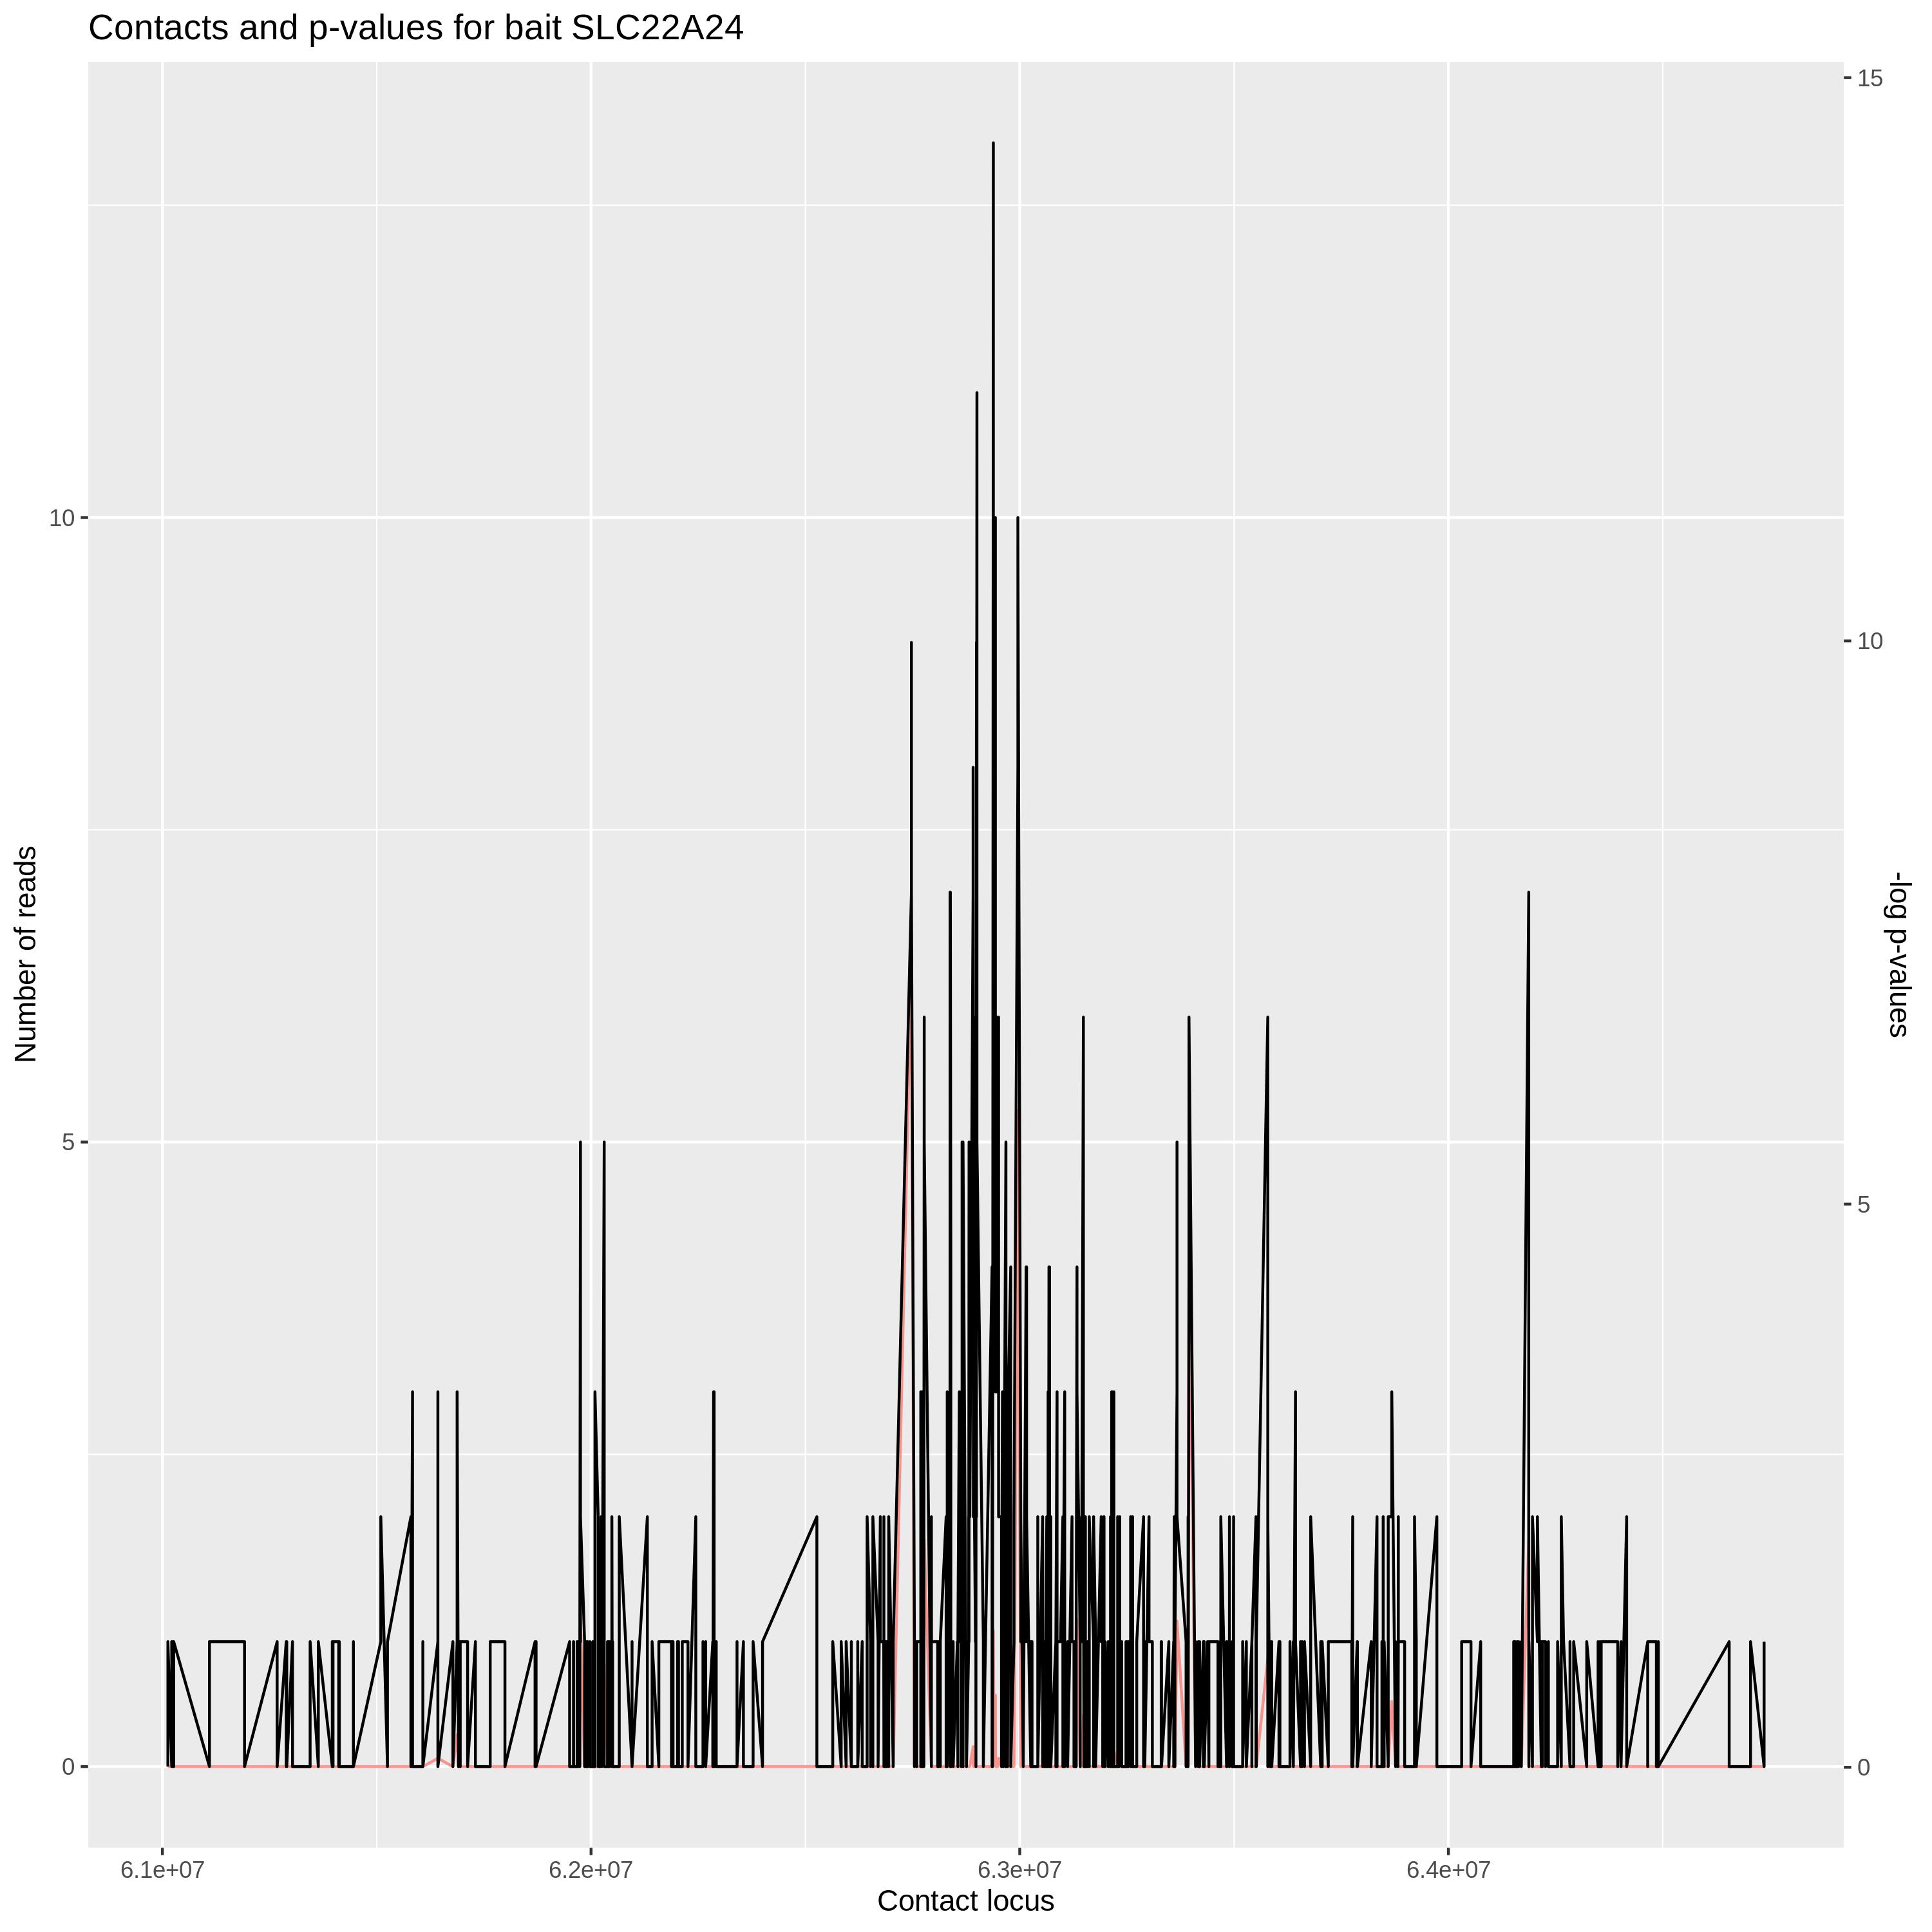 Contacts and p-values for bait SLC22A24
15
10
10
5
5
0
0
Number of reads
-log p-values
6.1e+07
6.2e+07
6.3e+07
6.4e+07
Contact locus